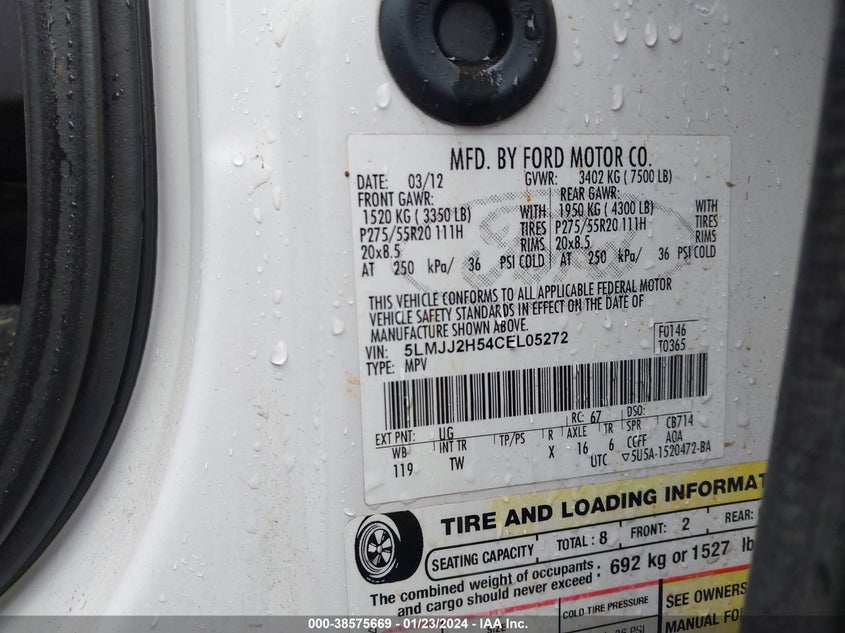 MFD. BY FORD MOTOR CO.
DATE: 03/12 GVWR: 3402 KG (7500 LB)
FRONT GAWR: REAR GAWR:
1520 KG (3350 LB) WITH 1950 KG (4300 LB) WITH
P275/55R20 111H TIRES P275/55R20 111H TIRES
20x8.5 RIMS 20x8.5 RIMS
AT 250 kPa/ 36 PSI COLD AT 250 kPa/ 36 PSI COLD
THIS VEHICLE CONFORMS TO ALL APPLICABLE FEDERAL MOTOR
VEHICLE SAFETY STANDARDS IN EFFECT ON THE DATE OF
MANUFACTURE SHOWN ABOVE.
VIN: 5LMJJ2H54CEL05272 F0146
TYPE: MPV T0365
EXT PNT: UG RC: 67 DSO:
WB INT TR TP/PS R AXLE TR SPR CB714
119 TW X 16 6 CGFF AOA
UTC ▽5U5A-1520472-BA
TIRE AND LOADING INFORMAT
SEATING CAPACITY TOTAL: 8 FRONT: 2 REAR:
The combined weight of occupants and cargo should never exceed: 692 kg or 1527 lb
SIZE COLD TIRE PRESSURE SEE OWNERS
MANUAL FO
000-38575669 - 01/23/2024 - IAA Inc.